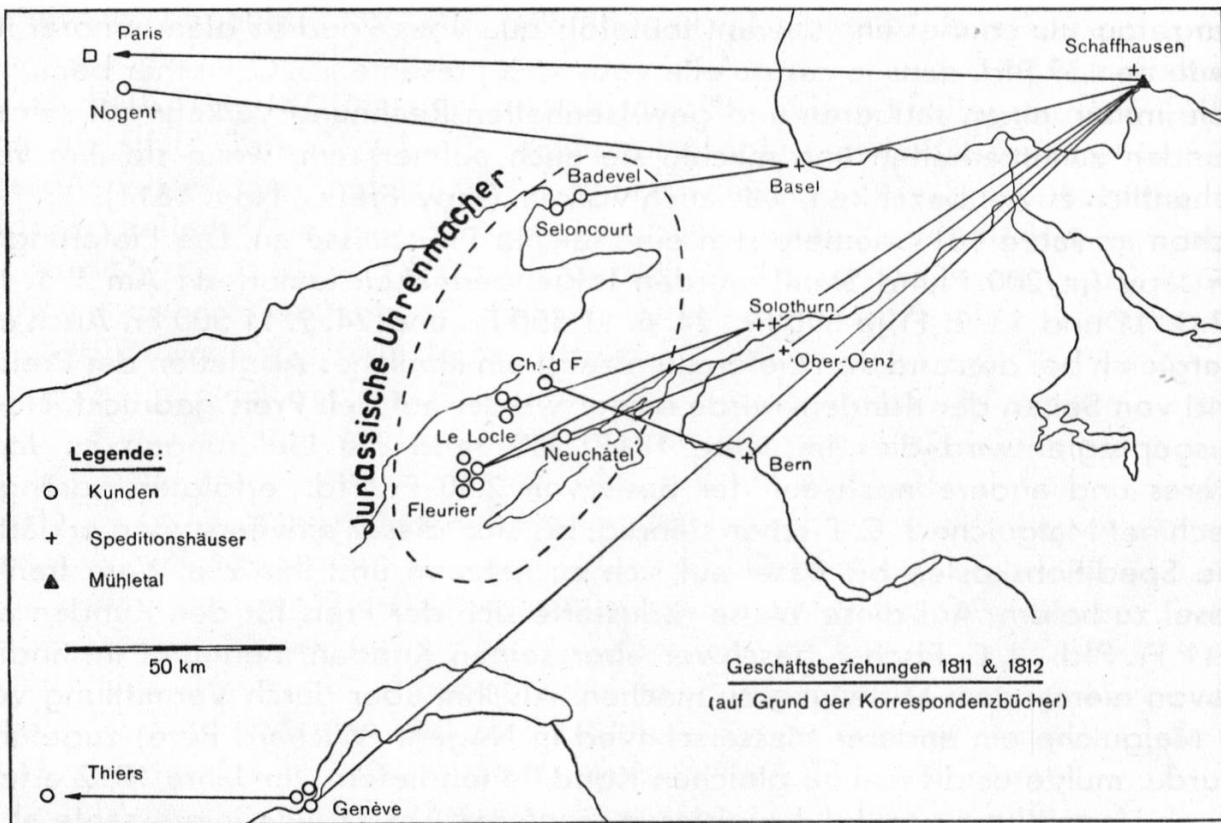 Paris
Schaffhausen
Nogent
Badevel
Basel
Seloncourt
Jurassische Uhrenmacher
Solothurn
Ober-Oenz
Ch. d F.
Le Locle
Neuchâtel
Bern
Fleurier
Legende:
Kunden
Speditionshäuser
Mühletal
50 km
Geschäftsbeziehungen 1811 & 1812
(auf Grund der Korrespondenzbücher)
Thiers
Genève